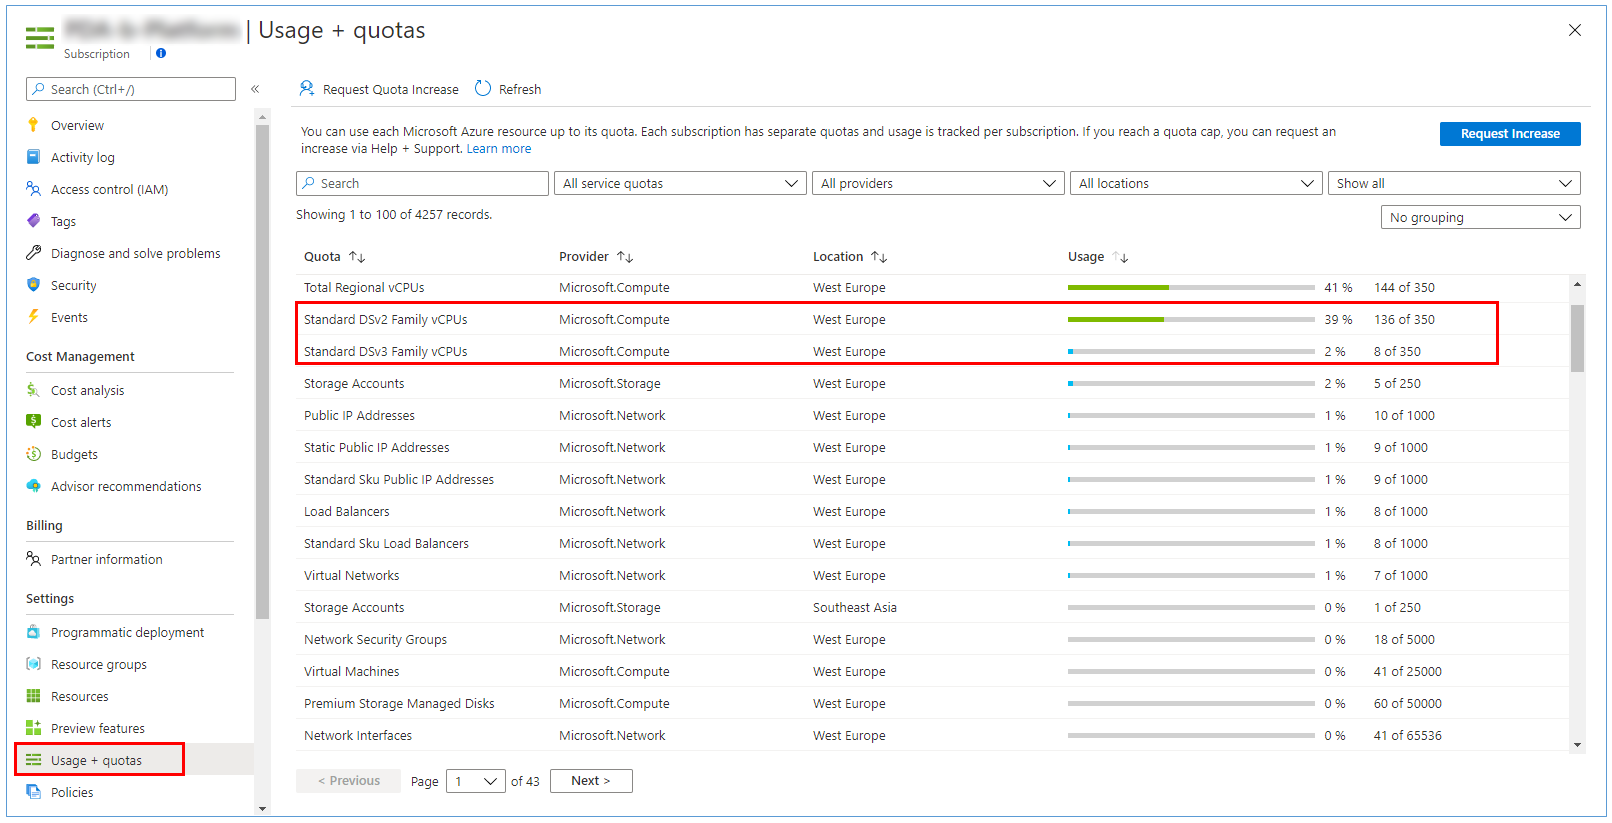 | Usage + quotas
Subscription
Search (Ctrl+/)
«
Overview
Activity log
Access control (IAM)
Tags
Diagnose and solve problems
Security
Events
Cost Management
Cost analysis
Cost alerts
Budgets
Advisor recommendations
Billing
Partner information
Settings
Programmatic deployment
Resource groups
Resources
Preview features
Usage + quotas
Policies
Request Quota Increase Refresh
You can use each Microsoft Azure resource up to its quota. Each subscription has separate quotas and usage is tracked per subscription. If you reach a quota cap, you can request an
increase via Help + Support. Learn more
Request Increase
Search All service quotas All providers All locations Show all
Showing 1 to 100 of 4257 records.
No grouping
Quota Provider Location Usage
Total Regional vCPUs Microsoft.Compute West Europe 41 % 144 of 350
Standard DSv2 Family vCPUs Microsoft.Compute West Europe 39 % 136 of 350
Standard DSv3 Family vCPUs Microsoft.Compute West Europe 2 % 8 of 350
Storage Accounts Microsoft.Storage West Europe 2 % 5 of 250
Public IP Addresses Microsoft.Network West Europe 1 % 10 of 1000
Static Public IP Addresses Microsoft.Network West Europe 1 % 9 of 1000
Standard Sku Public IP Addresses Microsoft.Network West Europe 1 % 9 of 1000
Load Balancers Microsoft.Network West Europe 1 % 8 of 1000
Standard Sku Load Balancers Microsoft.Network West Europe 1 % 8 of 1000
Virtual Networks Microsoft.Network West Europe 1 % 7 of 1000
Storage Accounts Microsoft.Storage Southeast Asia 0 % 1 of 250
Network Security Groups Microsoft.Network West Europe 0 % 18 of 5000
Virtual Machines Microsoft.Compute West Europe 0 % 41 of 25000
Premium Storage Managed Disks Microsoft.Compute West Europe 0 % 60 of 50000
Network Interfaces Microsoft.Network West Europe 0 % 41 of 65536
< Previous Page 1 of 43 Next >